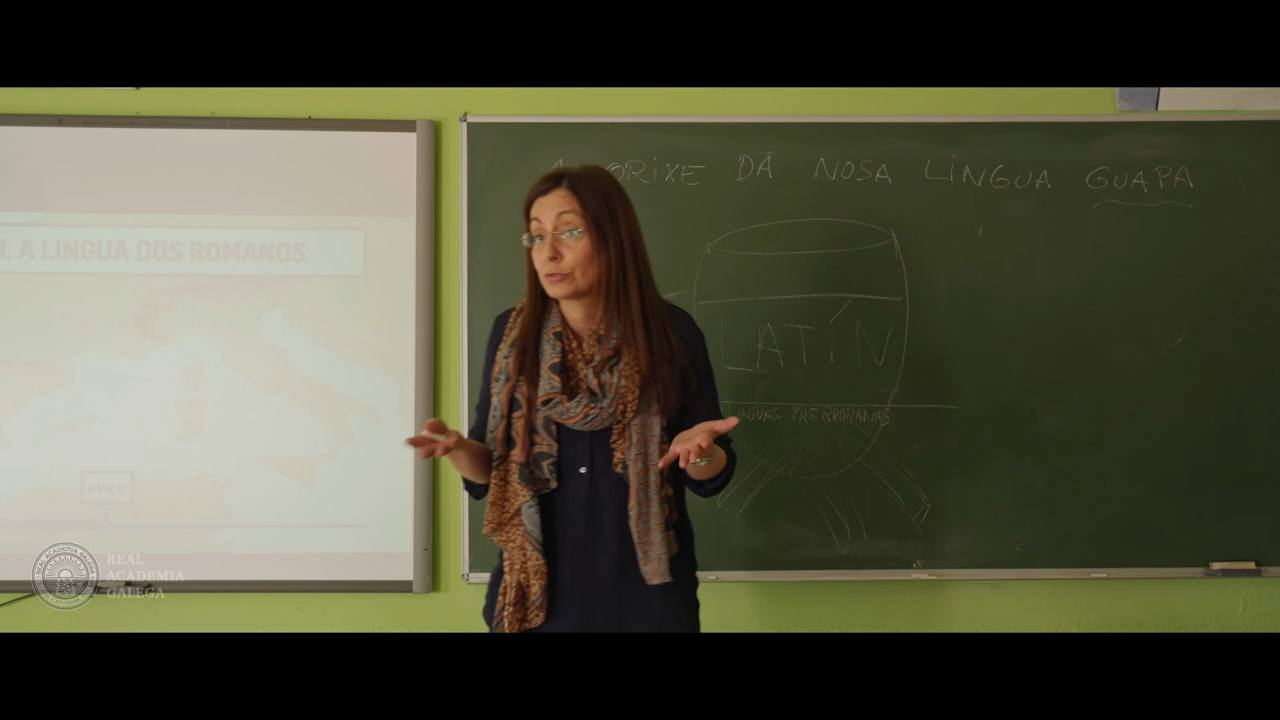 , A LINGUA DOS ROMANOS
A ORIXE DA NOSA LINGUA GUAPA
LATÍN
LINGUAS PRERROMANAS
REAL
ACADEMIA
GALEGA